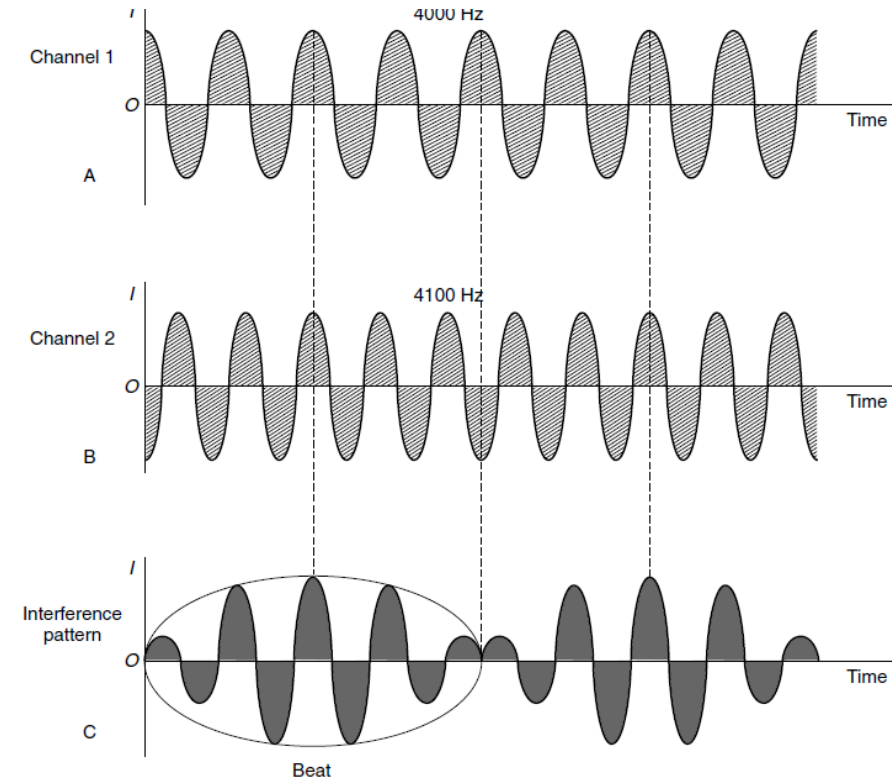 I
4000 Hz
Channel 1
O
Time
A
I
4100 Hz
Channel 2
O
Time
B
I
Interference
pattern
O
Time
C
Beat